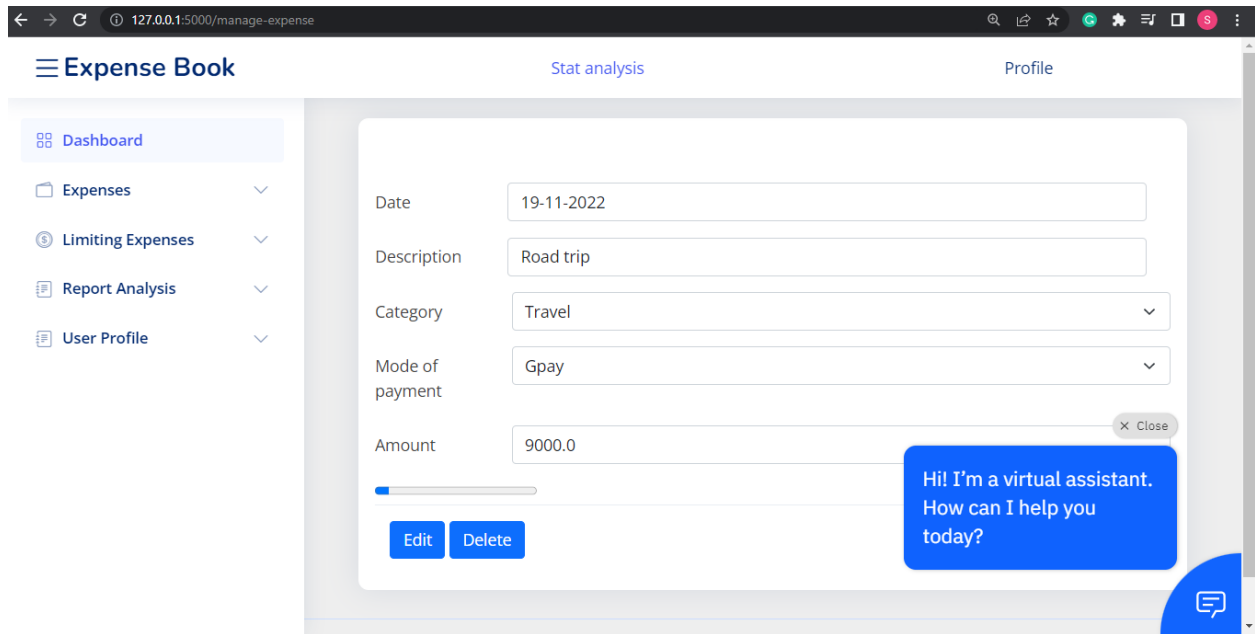 127.0.0.1:5000/manage-expense
S
Expense Book
Stat analysis
Profile
Dashboard
Expenses
Limiting Expenses
Report Analysis
User Profile
Date
19-11-2022
Description
Road trip
Category
Travel
Mode of
payment
Gpay
Amount
9000.0
Edit
Delete
Close
Hi! I'm a virtual assistant.
How can I help you
today?